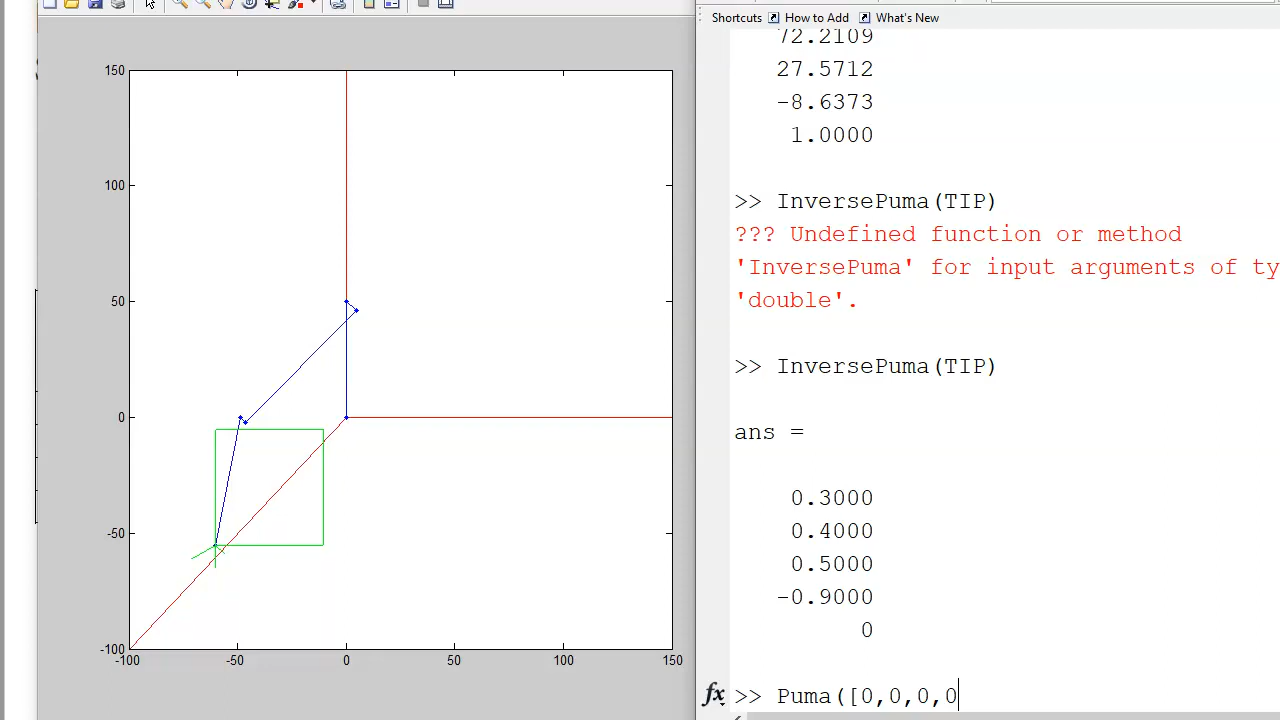 Shortcuts How to Add What's New
72.2109
27.5712
-8.6373
1.0000
>> InversePuma(TIP)
??? Undefined function or method
'InversePuma' for input arguments of ty
'double'.
>> InversePuma(TIP)
ans =
0.3000
0.4000
0.5000
-0.9000
0
fx >> Puma([0,0,0,0
150
100
50
0
-50
-100
-100 -50 0 50 100 150